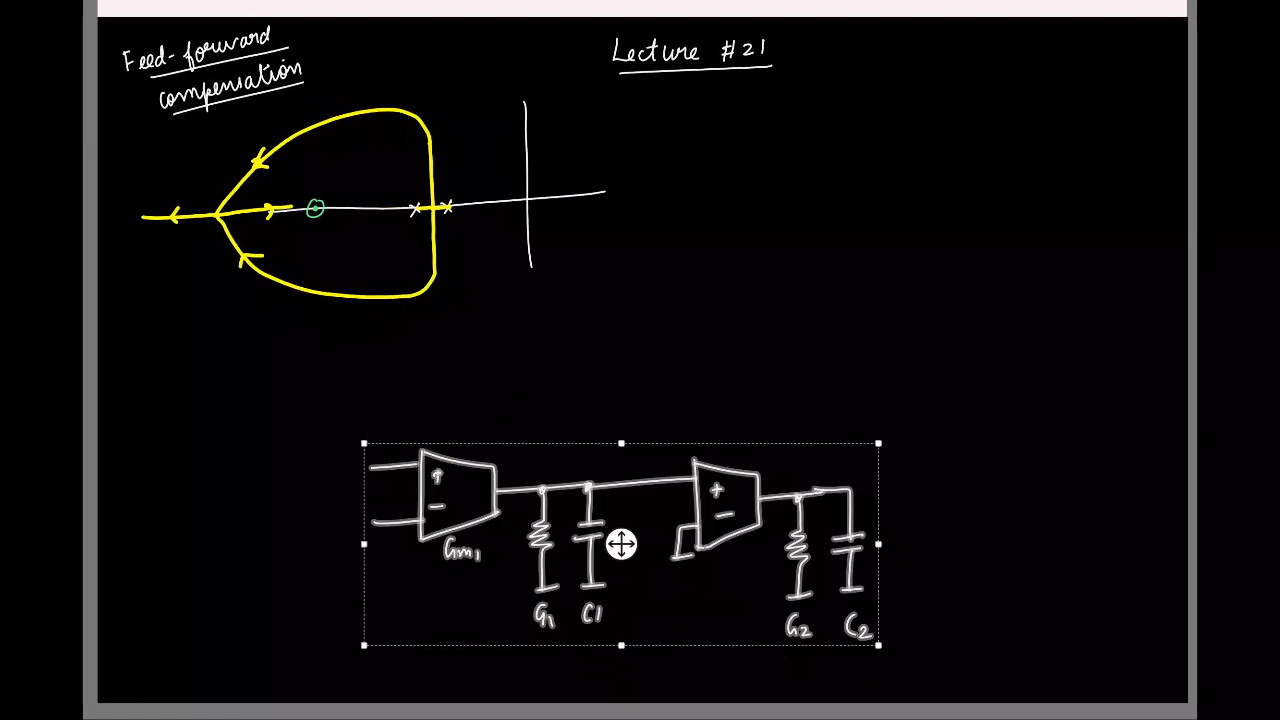 Feed-forward
compensation
Lecture #21
+
-
Gm1
G1
C1
+
-
G2
C2